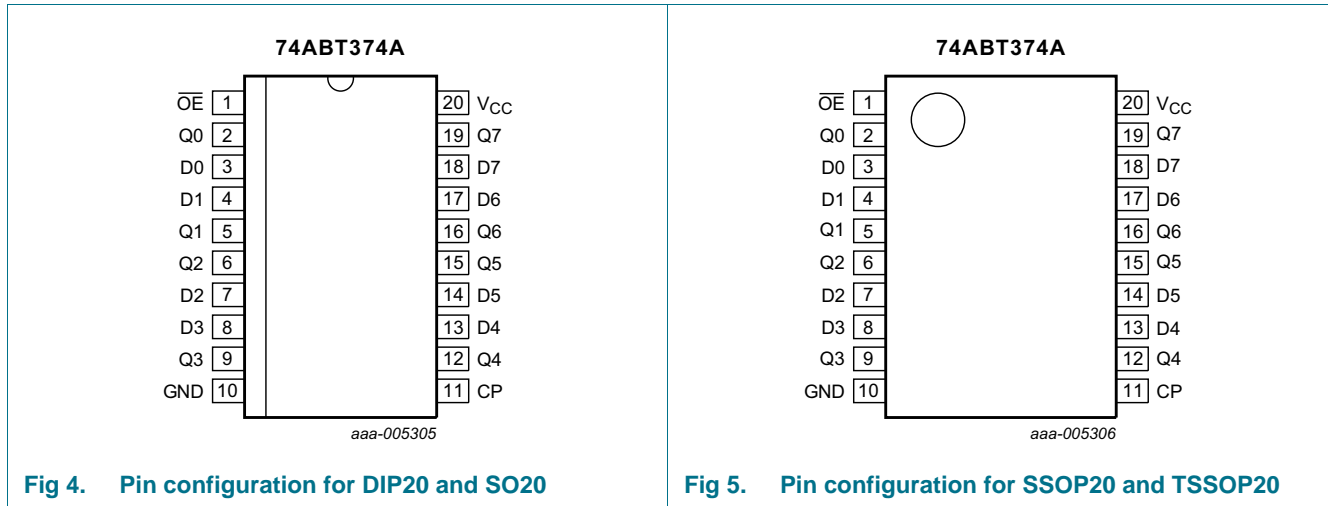 74ABT374A
OE 1
Q0 2
D0 3
D1 4
Q1 5
Q2 6
D2 7
D3 8
Q3 9
GND 10
20 VCC
19 Q7
18 D7
17 D6
16 Q6
15 Q5
14 D5
13 D4
12 Q4
11 CP
aaa-005305
Fig 4. Pin configuration for DIP20 and SO20
74ABT374A
OE 1
Q0 2
D0 3
D1 4
Q1 5
Q2 6
D2 7
D3 8
Q3 9
GND 10
20 VCC
19 Q7
18 D7
17 D6
16 Q6
15 Q5
14 D5
13 D4
12 Q4
11 CP
aaa-005306
Fig 5. Pin configuration for SSOP20 and TSSOP20